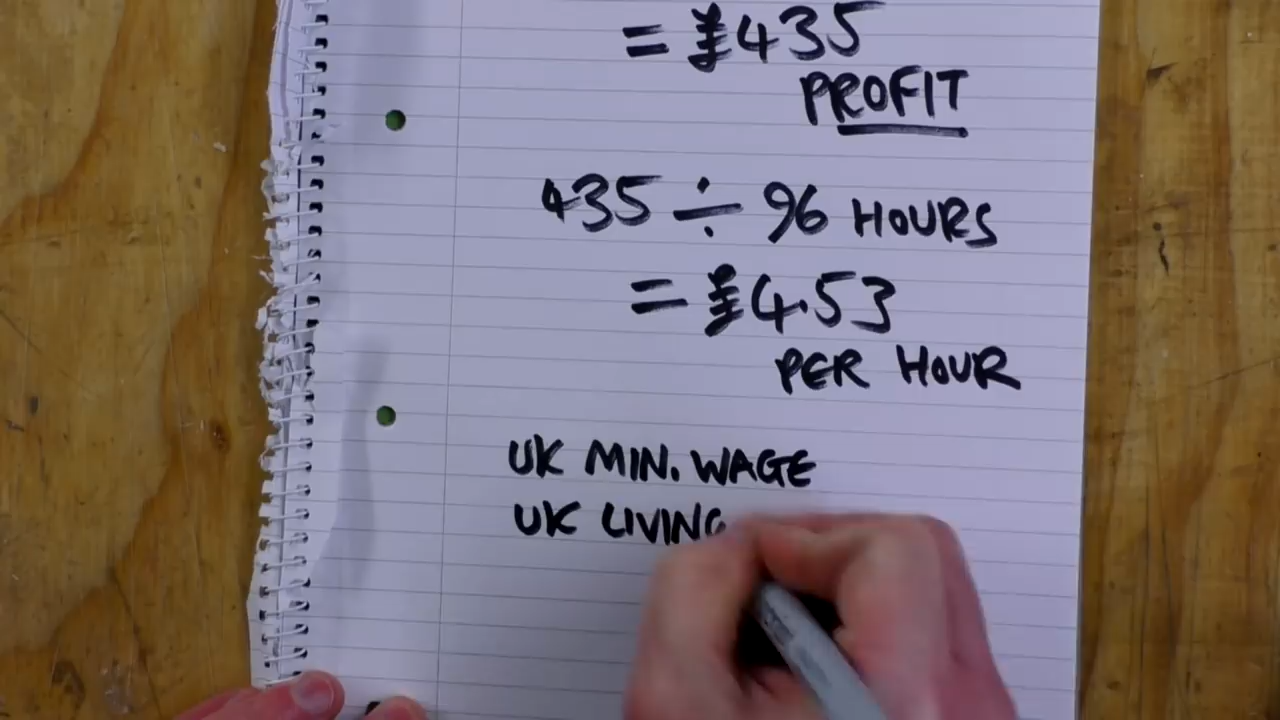 = £435
PROFIT
435 ÷ 96 HOURS
= £4.53
PER HOUR
UK MIN. WAGE
UK LIVING